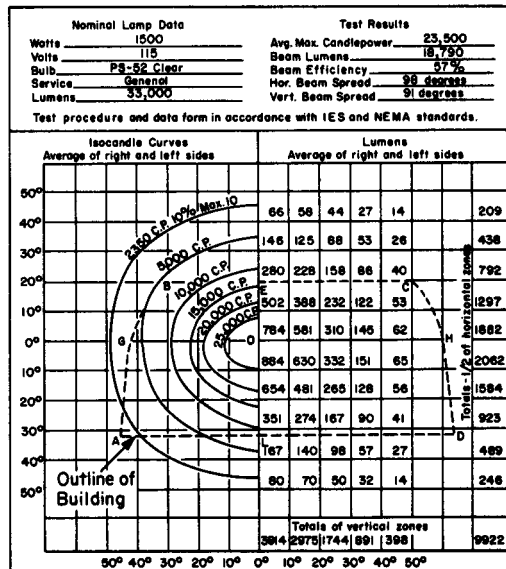 Nominal Lamp Data
Watts 1500
Volts 115
Bulb PS-52 Clear
Service General
Lumens 33,000
Test Results
Avg. Max. Candlepower 23,500
Beam Lumens 18,790
Beam Efficiency 57%
Hor. Beam Spread 98 degrees
Vert. Beam Spread 91 degrees
Test procedure and data form in accordance with IES and NEMA standards.
Isocandle Curves
Average of right and left sides
Lumens
Average of right and left sides
50°
40°
30°
20°
10°
0°
10°
20°
30°
40°
50°
2350 C.P. 10% Max. 10
5,000 C.P.
10,000 C.P.
15,000 C.P.
20,000 C.P.
25,000 C.P.
B
G
A
O
E
C
H
D
L
Outline of
Building
66 58 44 27 14 209
146 125 88 53 26 438
280 228 158 86 40 792
502 388 232 122 53 1297
784 581 310 145 62 1882
884 630 332 151 65 2062
654 481 265 128 56 1584
351 274 167 90 41 923
167 140 98 57 27 489
80 70 50 32 14 246
Totals-1/2 of horizontal zones
Totals of vertical zones
3914 2975 1744 891 398 9922
50° 40° 30° 20° 10° 0° 10° 20° 30° 40° 50°